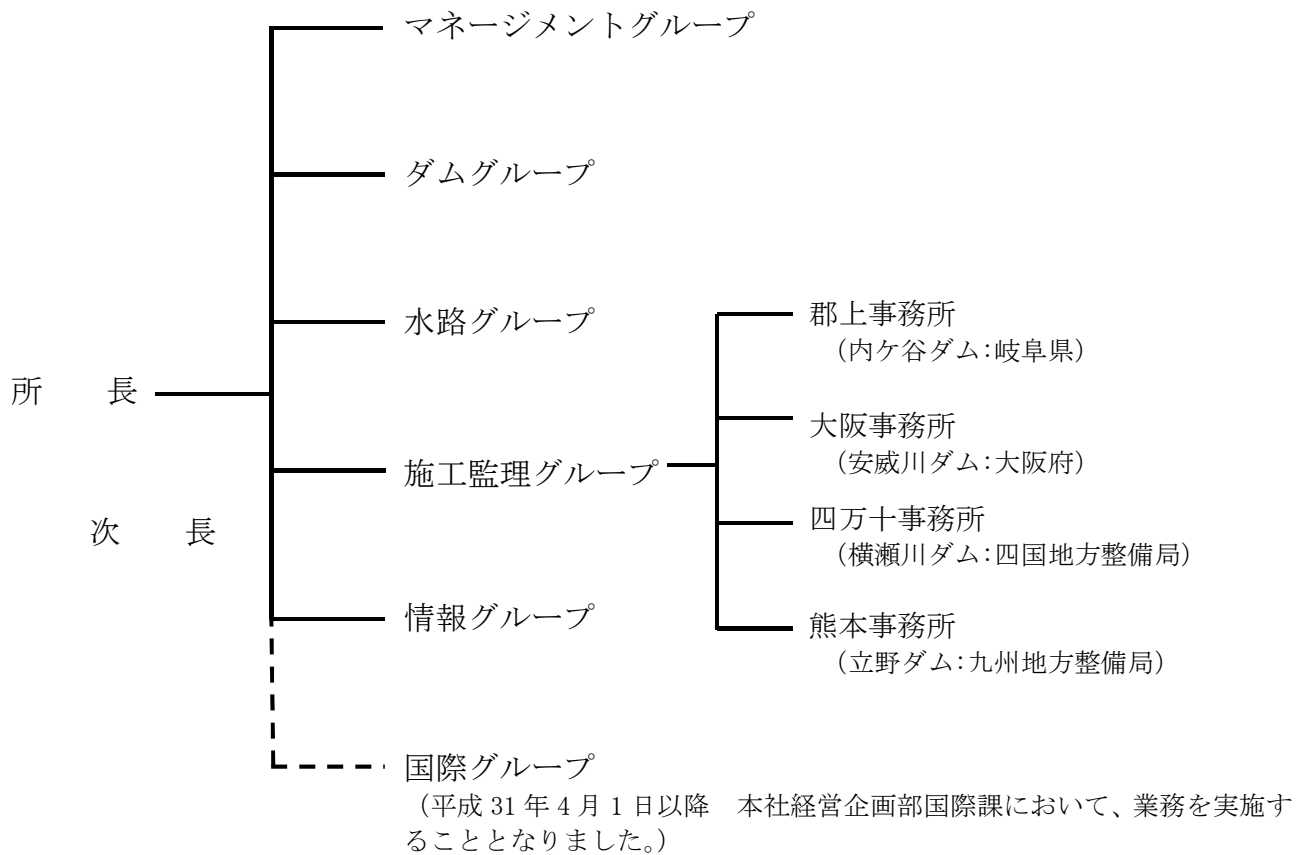 マネージメントグループ
ダムグループ
水路グループ
郡上事務所
（内ケ谷ダム：岐阜県）
所　　長
大阪事務所
（安威川ダム：大阪府）
施工監理グループ
四万十事務所
（横瀬川ダム：四国地方整備局）
次　　長
情報グループ
熊本事務所
（立野ダム：九州地方整備局）
国際グループ
（平成 31 年 4 月 1 日以降　本社経営企画部国際課において、業務を実施す
ることとなりました。）